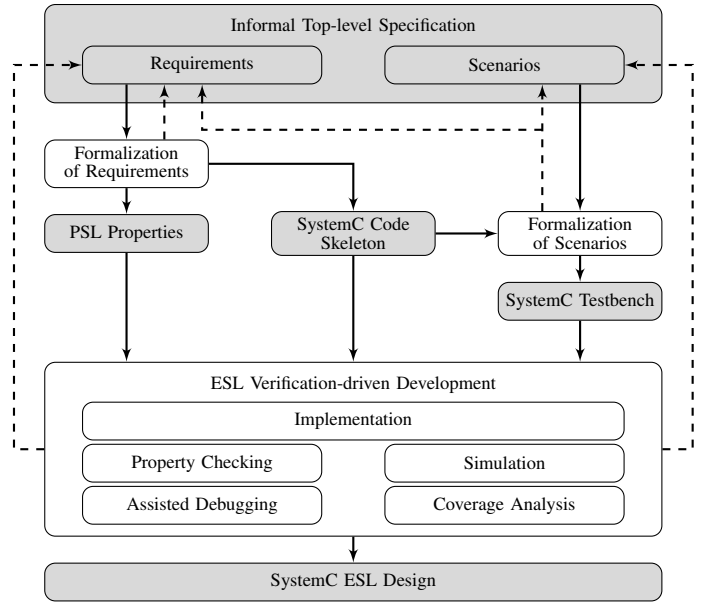 Informal Top-level Specification
Requirements
Scenarios
Formalization
of Requirements
PSL Properties
SystemC Code
Skeleton
Formalization
of Scenarios
SystemC Testbench
ESL Verification-driven Development
Implementation
Property Checking
Simulation
Assisted Debugging
Coverage Analysis
SystemC ESL Design